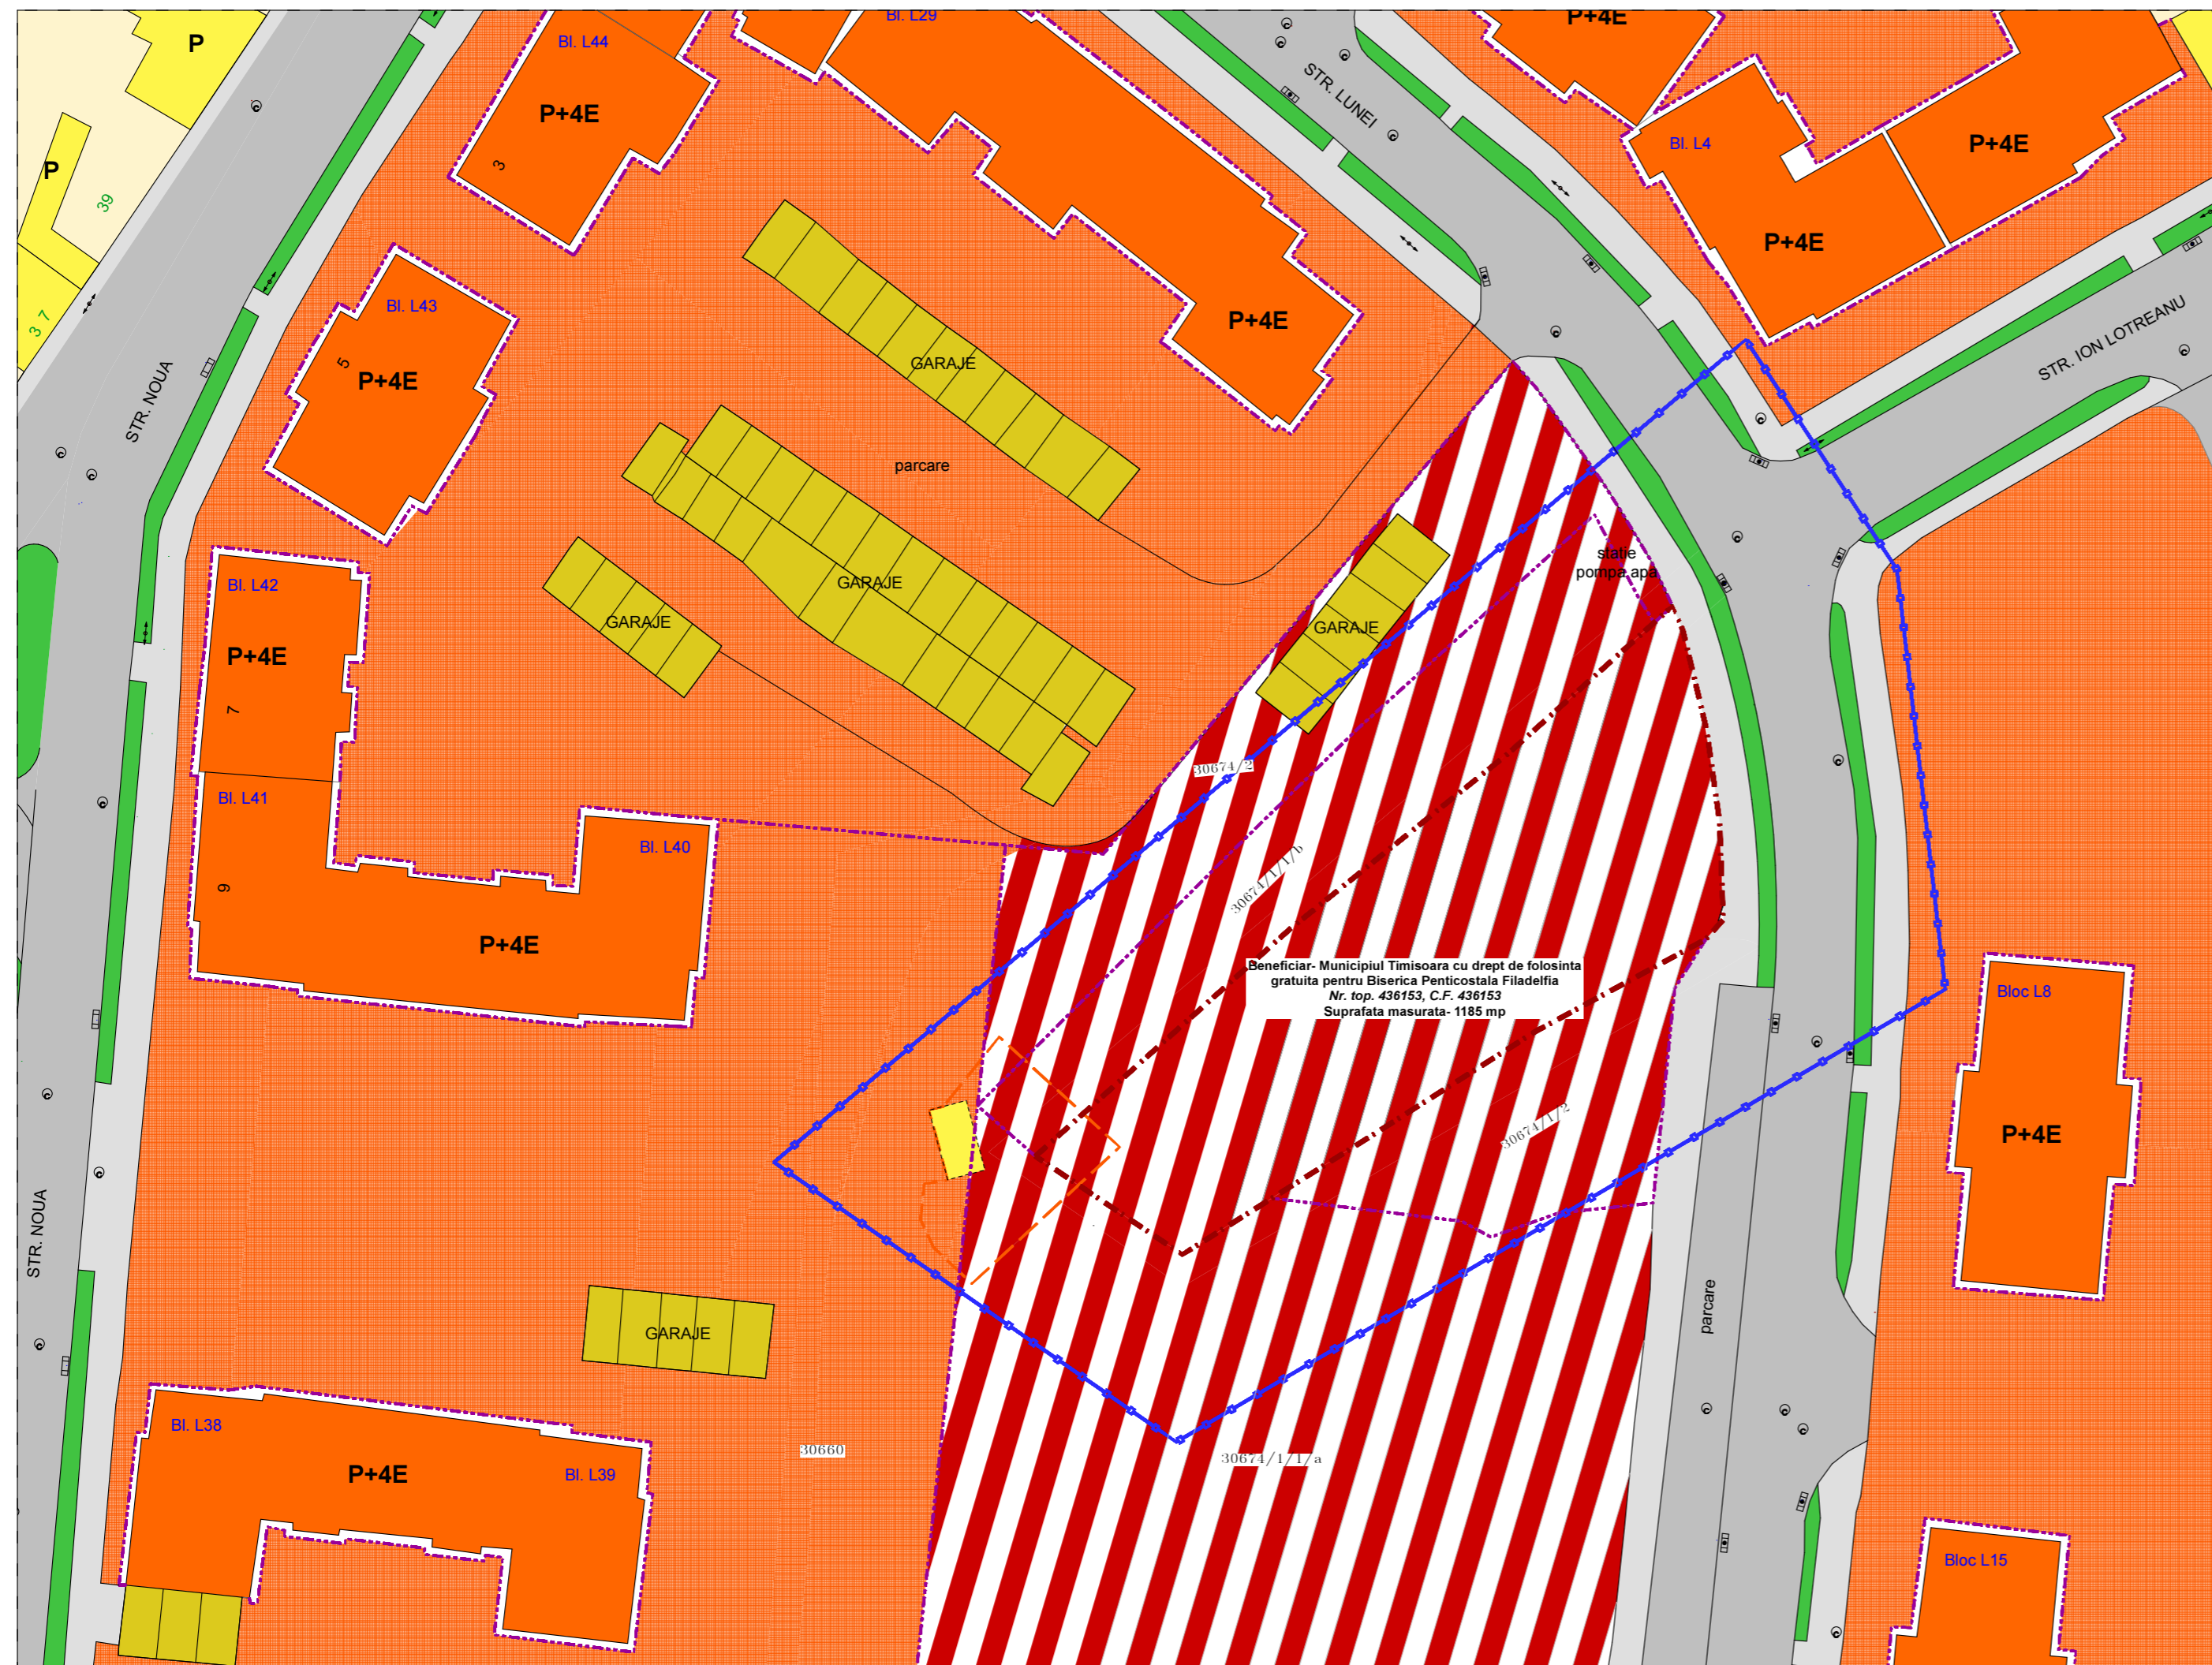 P
Bl. L44
Bl. L29
P+4E
P+4E
STR. LUNEI
Bl. L4
P+4E
P
3
39
P+4E
Bl. L43
P+4E
3 7
STR. ION LOTREANU
5
P+4E
GARAJE
STR. NOUA
parcare
statie
pompa apa
Bl. L42
GARAJE
GARAJE
GARAJE
P+4E
7
30674/2
Bl. L41
Bl. L40
9
30674/1/1/b
P+4E
Beneficiar- Municipiul Timisoara cu drept de folosinta
gratuita pentru Biserica Penticostala Filadelfia
Nr. top. 436153, C.F. 436153
Suprafata masurata- 1185 mp
Bloc L8
30674/1/2
P+4E
STR. NOUA
parcare
GARAJE
Bl. L38
30660
30674/1/1/a
P+4E
Bl. L39
Bloc L15